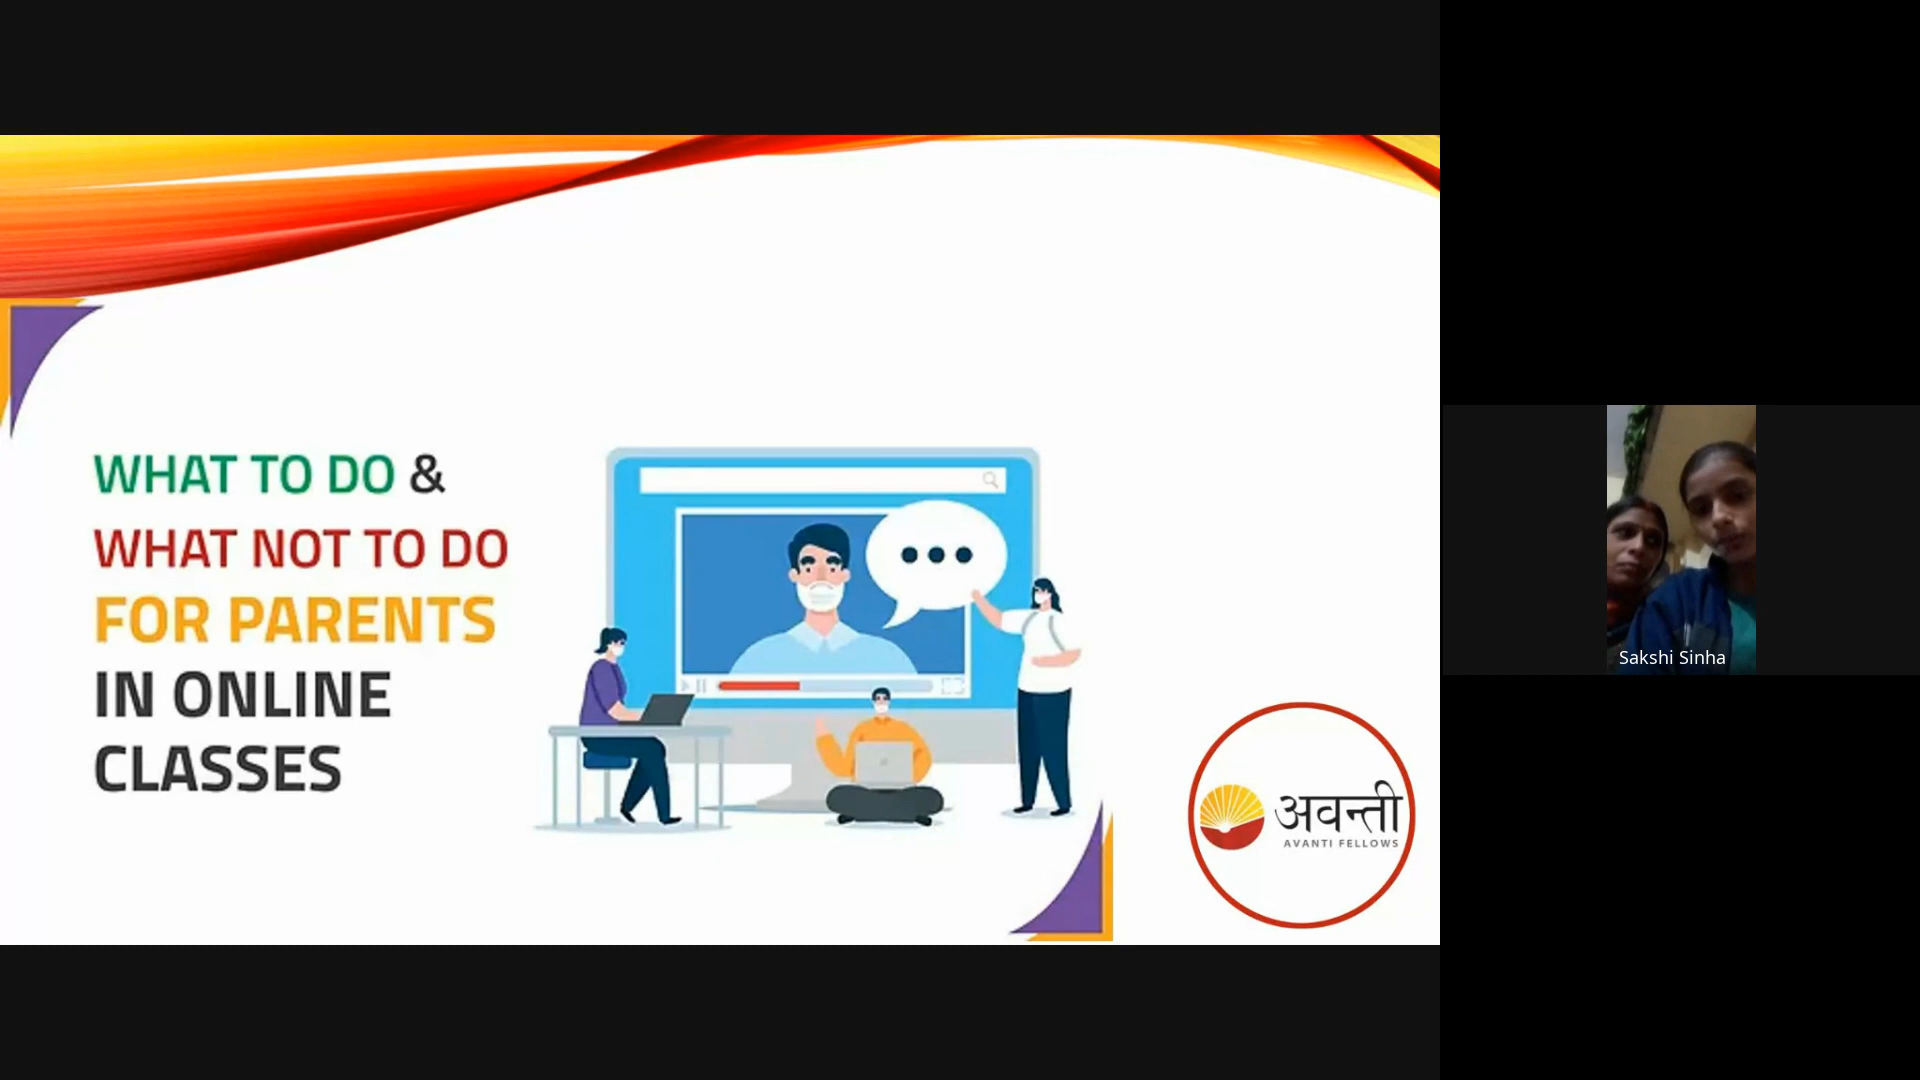 WHAT TO DO &
WHAT NOT TO DO
FOR PARENTS
IN ONLINE
CLASSES
अवन्ती
AVANTI FELLOWS
Sakshi Sinha